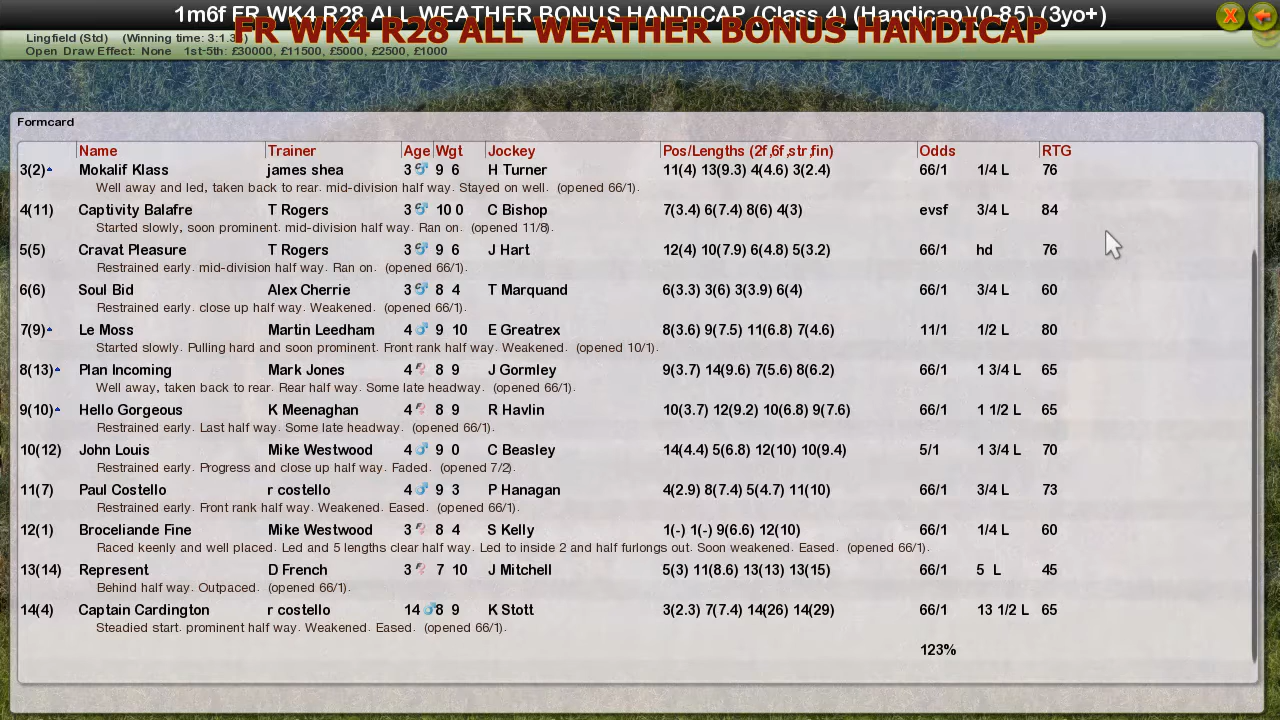 1m6f FR WK4 R28 ALL WEATHER BONUS HANDICAP (Class 4) (Handicap)(0-85) (3yo+)
FR WK4 R28 ALL WEATHER BONUS HANDICAP
Lingfield (Std) (Winning time: 3:1.3
Open Draw Effect: None 1st-5th: £30000, £11500, £5000, £2500, £1000
Formcard
Name Trainer Age Wgt Jockey Pos/Lengths (2f,6f,str,fin) Odds RTG
3(2) Mokalif Klass james shea 3 9 6 H Turner 11(4) 13(9.3) 4(4.6) 3(2.4) 66/1 1/4 L 76
Well away and led, taken back to rear. mid-division half way. Stayed on well. (opened 66/1).
4(11) Captivity Balafre T Rogers 3 10 0 C Bishop 7(3.4) 6(7.4) 8(6) 4(3) evsf 3/4 L 84
Started slowly, soon prominent. mid-division half way. Ran on. (opened 11/8).
5(5) Cravat Pleasure T Rogers 3 9 6 J Hart 12(4) 10(7.9) 6(4.8) 5(3.2) 66/1 hd 76
Restrained early. mid-division half way. Ran on. (opened 66/1).
6(6) Soul Bid Alex Cherrie 3 8 4 T Marquand 6(3.3) 3(6) 3(3.9) 6(4) 66/1 3/4 L 60
Restrained early. close up half way. Weakened. (opened 66/1).
7(9) Le Moss Martin Leedham 4 9 10 E Greatrex 8(3.6) 9(7.5) 11(6.8) 7(4.6) 11/1 1/2 L 80
Started slowly. Pulling hard and soon prominent. Front rank half way. Weakened. (opened 10/1).
8(13) Plan Incoming Mark Jones 4 8 9 J Gormley 9(3.7) 14(9.6) 7(5.6) 8(6.2) 66/1 1 3/4 L 65
Well away, taken back to rear. Rear half way. Some late headway. (opened 66/1).
9(10) Hello Gorgeous K Meenaghan 4 8 9 R Havlin 10(3.7) 12(9.2) 10(6.8) 9(7.6) 66/1 1 1/2 L 65
Restrained early. Last half way. Some late headway. (opened 66/1).
10(12) John Louis Mike Westwood 4 9 0 C Beasley 14(4.4) 5(6.8) 12(10) 10(9.4) 5/1 1 3/4 L 70
Restrained early. Progress and close up half way. Faded. (opened 7/2).
11(7) Paul Costello r costello 4 9 3 P Hanagan 4(2.9) 8(7.4) 5(4.7) 11(10) 66/1 3/4 L 73
Restrained early. Front rank half way. Weakened. Eased. (opened 66/1).
12(1) Broceliande Fine Mike Westwood 3 8 4 S Kelly 1(-) 1(-) 9(6.6) 12(10) 66/1 1/4 L 60
Raced keenly and well placed. Led and 5 lengths clear half way. Led to inside 2 and half furlongs out. Soon weakened. Eased. (opened 66/1).
13(14) Represent D French 3 7 10 J Mitchell 5(3) 11(8.6) 13(13) 13(15) 66/1 5 L 45
Behind half way. Outpaced. (opened 66/1).
14(4) Captain Cardington r costello 14 8 9 K Stott 3(2.3) 7(7.4) 14(26) 14(29) 66/1 13 1/2 L 65
Steadied start. prominent half way. Weakened. Eased. (opened 66/1).
123%